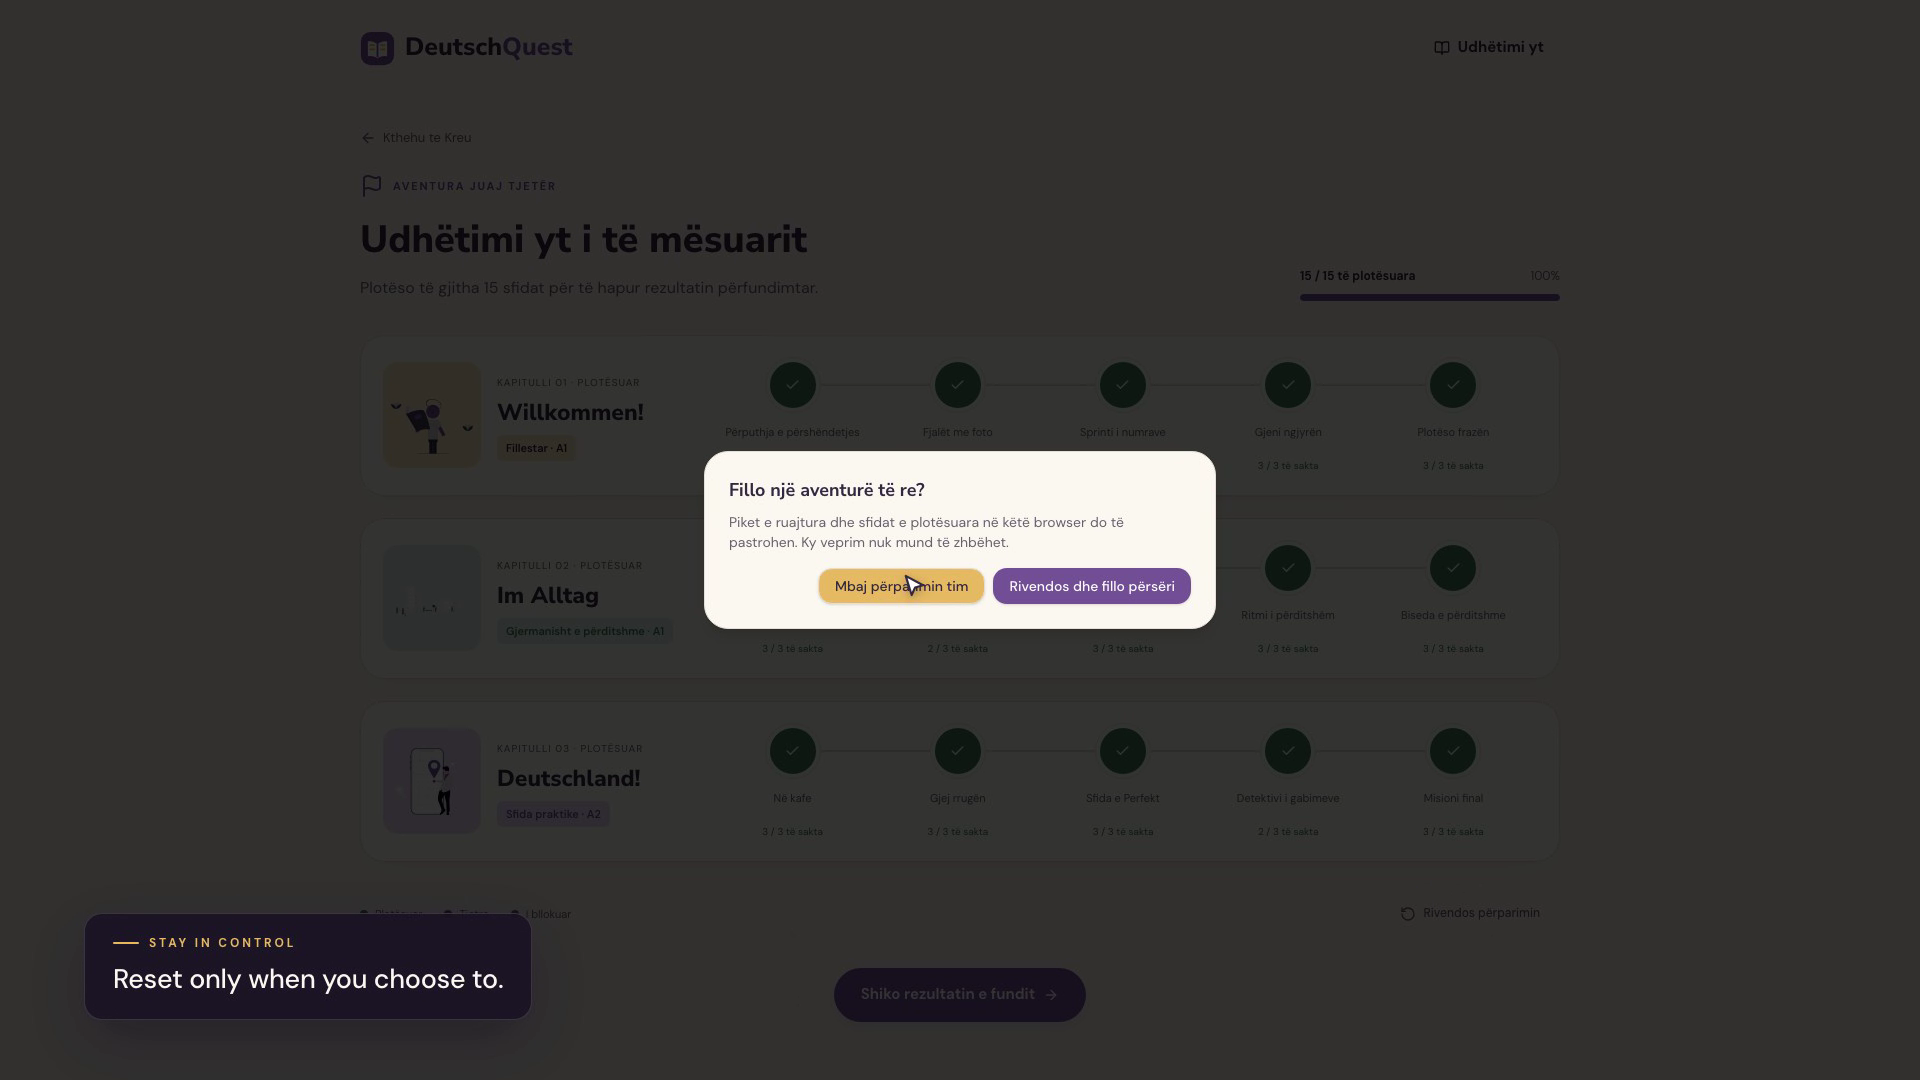 DeutschQuest
Udhëtimi yt
Kthehu te Kreu
AVENTURA JUAJ TJETËR
Udhëtimi yt i të mësuarit
Plotëso të gjitha 15 sfidat për të hapur rezultatin përfundimtar.
15 / 15 të plotësuara 100%
KAPITULLI 01 · PLOTËSUAR
Willkommen!
Fillestar · A1
Përputhja e përshëndetjes
Fjalët me foto
Sprinti i numrave
Gjeni ngjyrën
Plotëso frazën
3 / 3 të sakta
3 / 3 të sakta
Fillo një aventurë të re?
Piket e ruajtura dhe sfidat e plotësuara në këtë browser do të
pastrohen. Ky veprim nuk mund të zhbëhet.
Mbaj përparimin tim
Rivendos dhe fillo përsëri
KAPITULLI 02 · PLOTËSUAR
Im Alltag
Gjermanisht e përditshme · A1
Ritmi i përditshëm
Biseda e përditshme
3 / 3 të sakta
2 / 3 të sakta
3 / 3 të sakta
3 / 3 të sakta
3 / 3 të sakta
KAPITULLI 03 · PLOTËSUAR
Deutschland!
Sfida praktike · A2
Në kafe
Gjej rrugën
Sfida e Perfekt
Detektivi i gabimeve
Misioni final
3 / 3 të sakta
3 / 3 të sakta
3 / 3 të sakta
2 / 3 të sakta
3 / 3 të sakta
I bllokuar
Rivendos përparimin
STAY IN CONTROL
Reset only when you choose to.
Shiko rezultatin e fundit